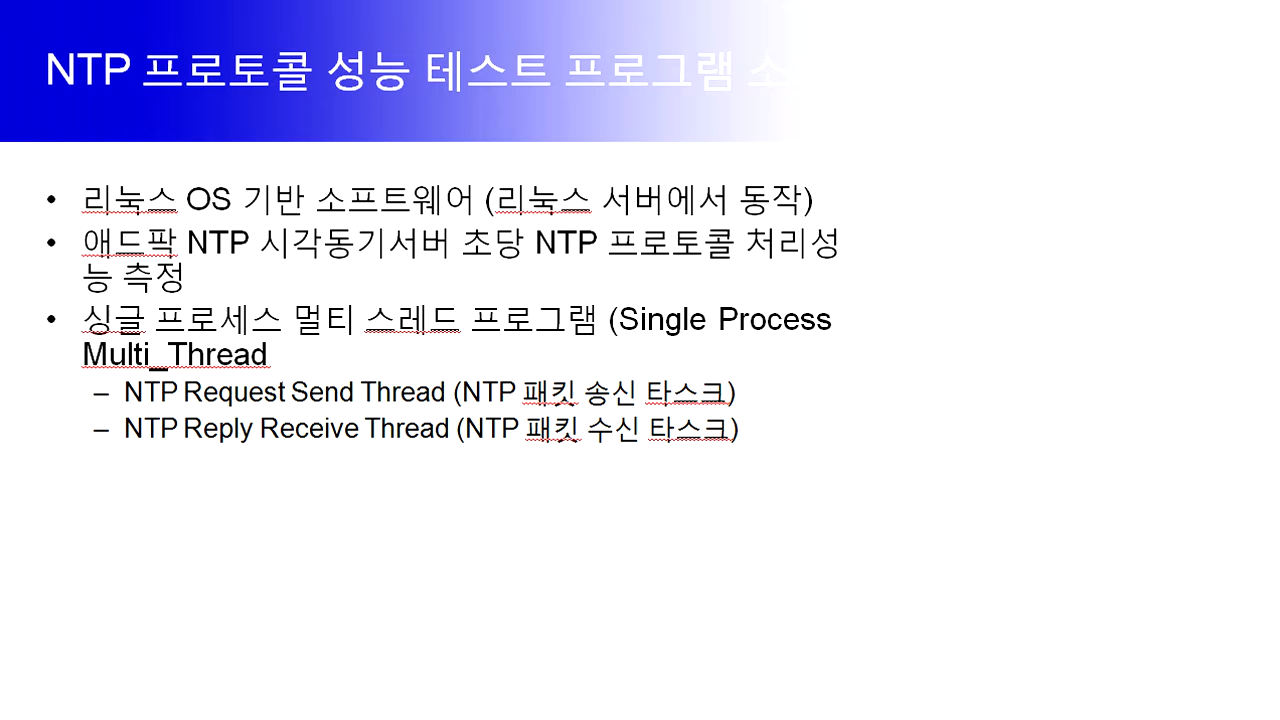 NTP 프로토콜 성능 테스트 프로그램 소
• 리눅스 OS 기반 소프트웨어 (리눅스 서버에서 동작)
• 애드팍 NTP 시각동기서버 초당 NTP 프로토콜 처리성
능 측정
• 싱글 프로세스 멀티 스레드 프로그램 (Single Process
Multi_Thread
– NTP Request Send Thread (NTP 패킷 송신 타스크)
– NTP Reply Receive Thread (NTP 패킷 수신 타스크)